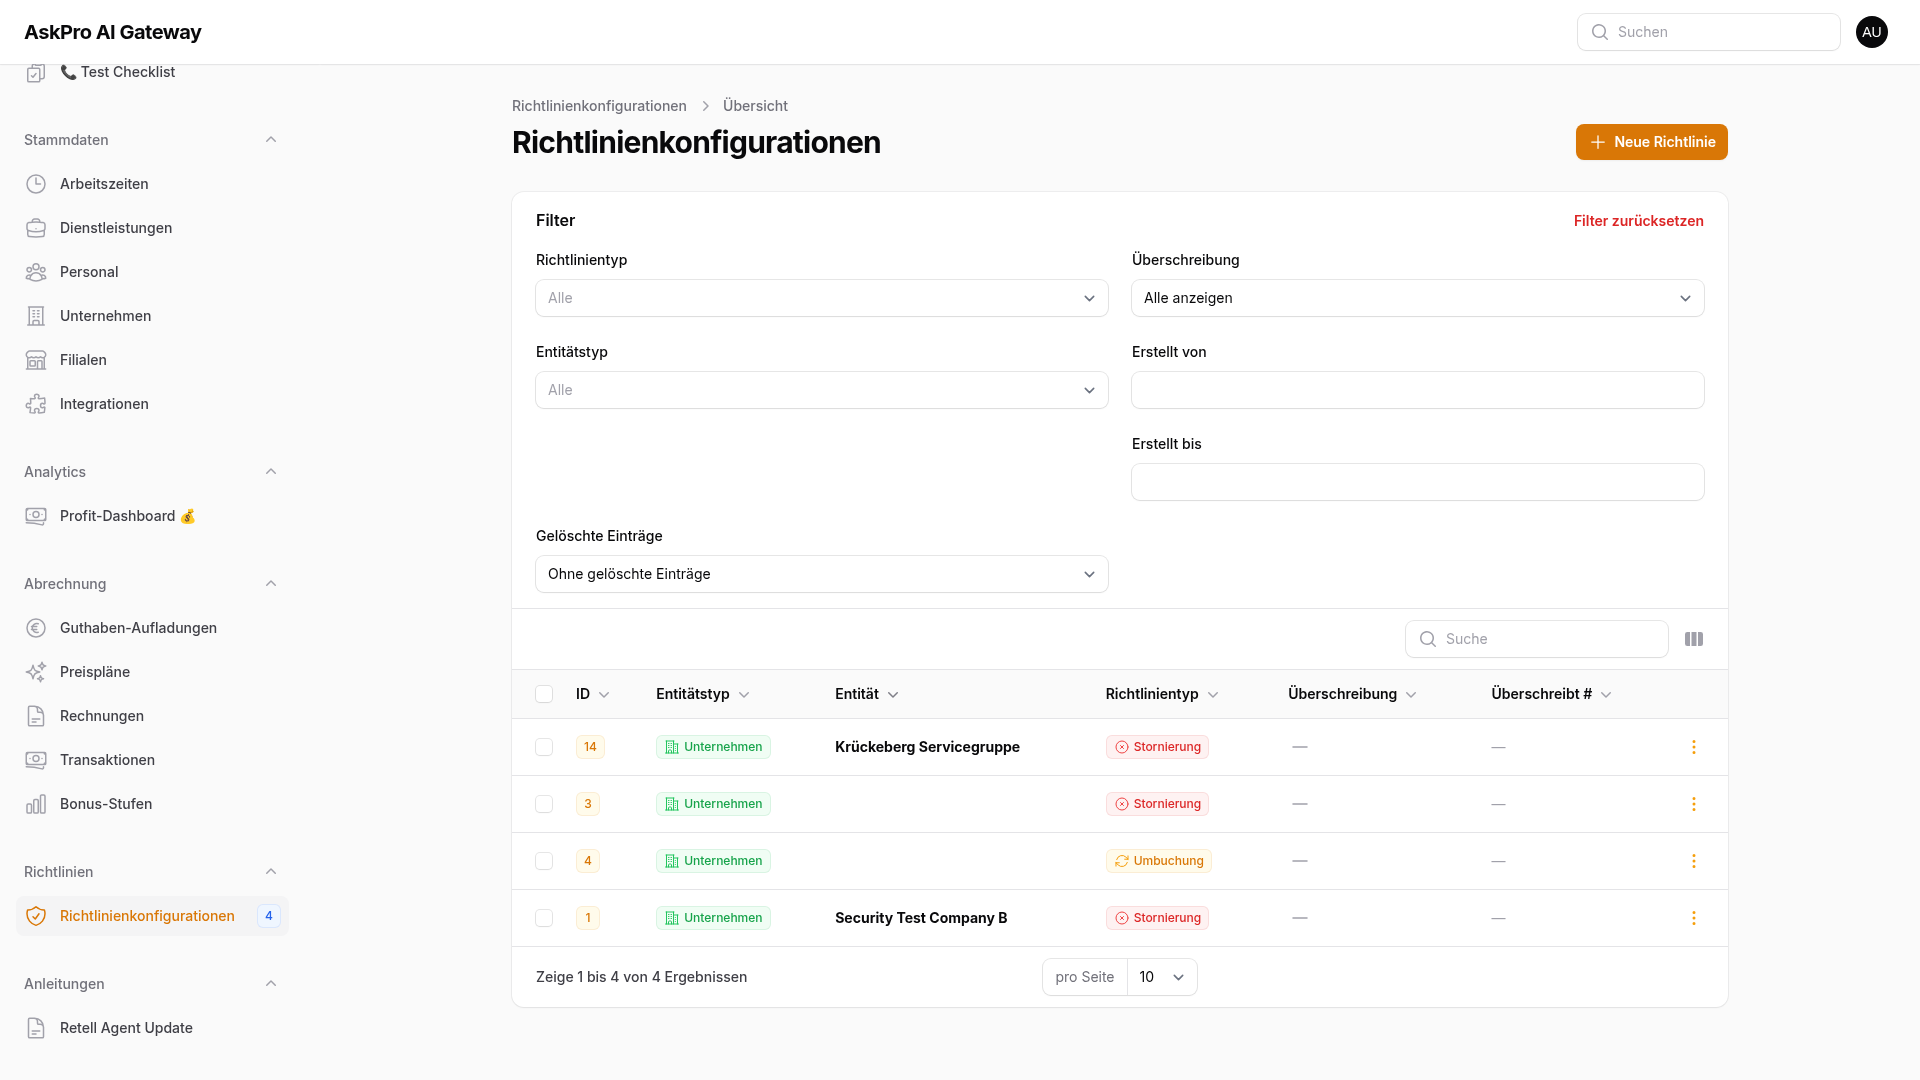 AskPro AI Gateway
Suchen
AU
📞 Test Checklist
Stammdaten
Arbeitszeiten
Dienstleistungen
Personal
Unternehmen
Filialen
Integrationen
Analytics
Profit-Dashboard 💰
Abrechnung
Guthaben-Aufladungen
Preispläne
Rechnungen
Transaktionen
Bonus-Stufen
Richtlinien
Richtlinienkonfigurationen 4
Anleitungen
Retell Agent Update
Richtlinienkonfigurationen > Übersicht
Richtlinienkonfigurationen
Neue Richtlinie
Filter
Filter zurücksetzen
Richtlinientyp
Alle
Überschreibung
Alle anzeigen
Entitätstyp
Alle
Erstellt von
Erstellt bis
Gelöschte Einträge
Ohne gelöschte Einträge
Suche
ID Entitätstyp Entität Richtlinientyp Überschreibung Überschreibt #
14 Unternehmen Krückeberg Servicegruppe Stornierung — —
3 Unternehmen Stornierung — —
4 Unternehmen Umbuchung — —
1 Unternehmen Security Test Company B Stornierung — —
Zeige 1 bis 4 von 4 Ergebnissen
pro Seite 10